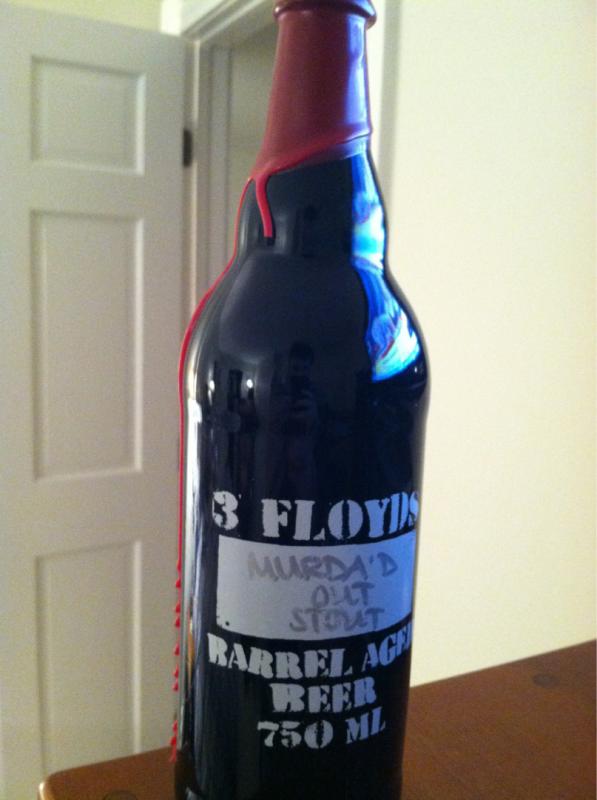 3 FLOYDS
MURDA'D
OUT
STOUT
BARREL AGED
BEER
750 ML